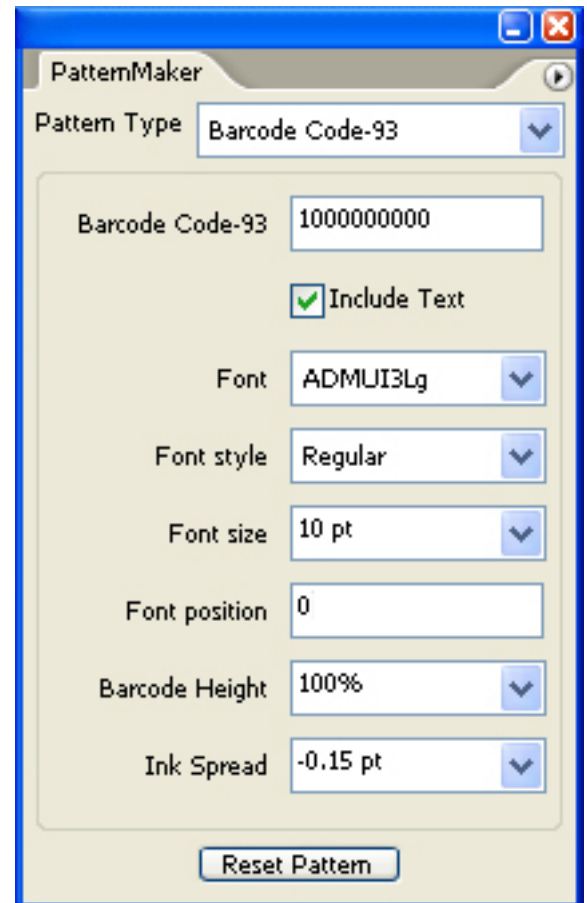 PatternMaker
Pattern Type Barcode Code-93
Barcode Code-93 1000000000
Include Text
Font ADMUI3Lg
Font style Regular
Font size 10 pt
Font position 0
Barcode Height 100%
Ink Spread -0.15 pt
Reset Pattern